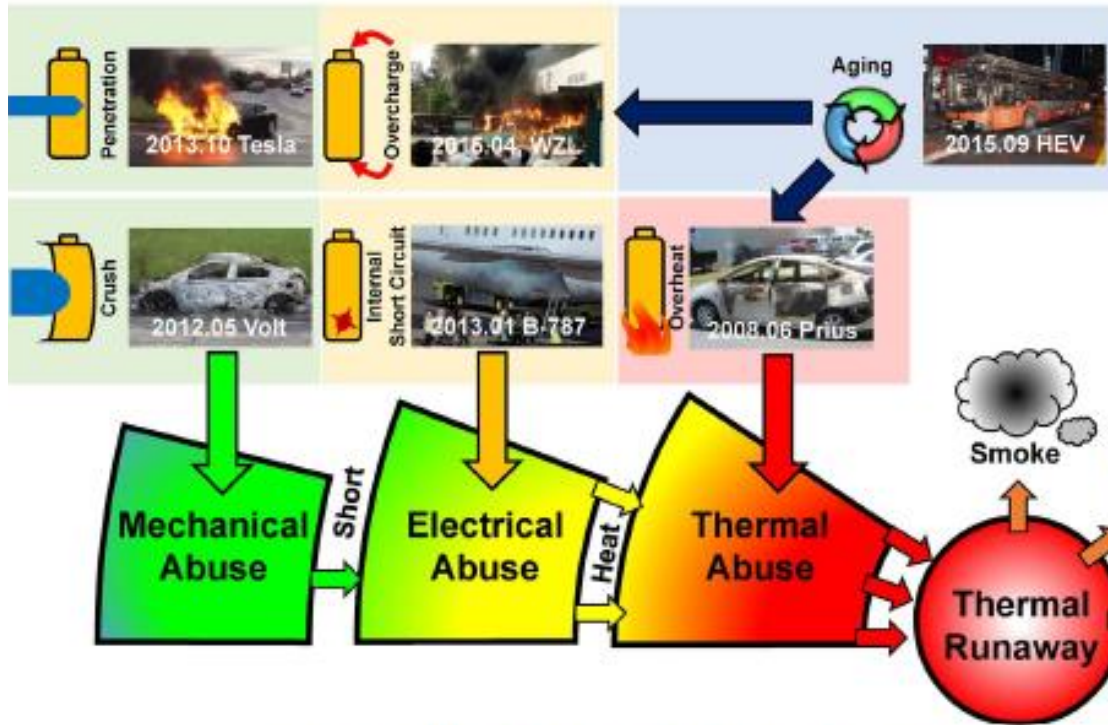 Penetration
2013.10 Tesla
Overcharge
2015.04. WZL
Aging
2015.09 HEV
Crush
2012.05 Volt
Internal
Short Circuit
2013.01 B-787
Overheat
2008.06 Prius
Smoke
Mechanical
Abuse
Short
Electrical
Abuse
Heat
Thermal
Abuse
Thermal
Runaway